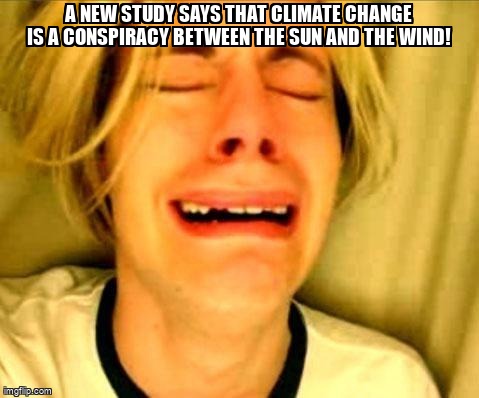 A NEW STUDY SAYS THAT CLIMATE CHANGE
IS A CONSPIRACY BETWEEN THE SUN AND THE WIND!
imgflip.com